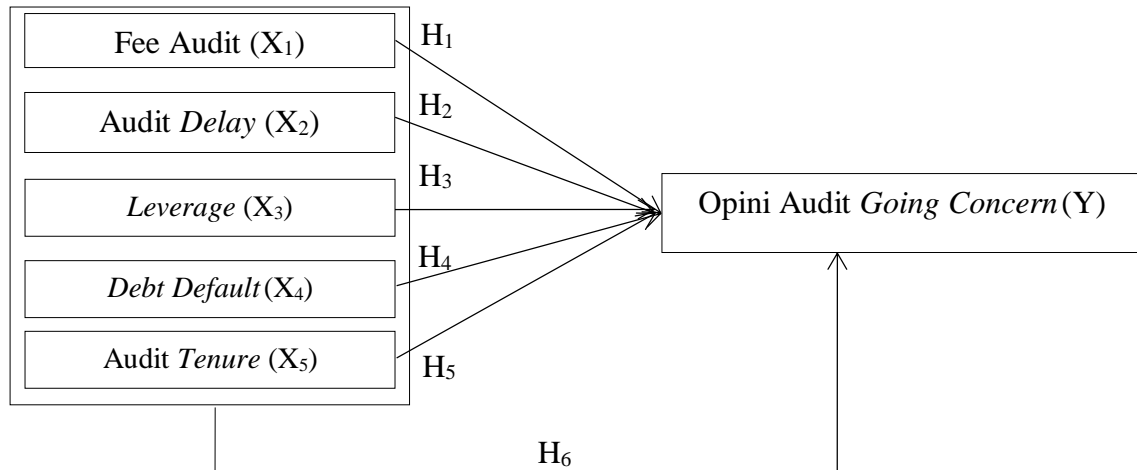 Fee Audit (X1)
H1
Audit Delay (X2)
H2
Leverage (X3)
H3
Opini Audit Going Concern (Y)
Debt Default (X4)
H4
Audit Tenure (X5)
H5
H6